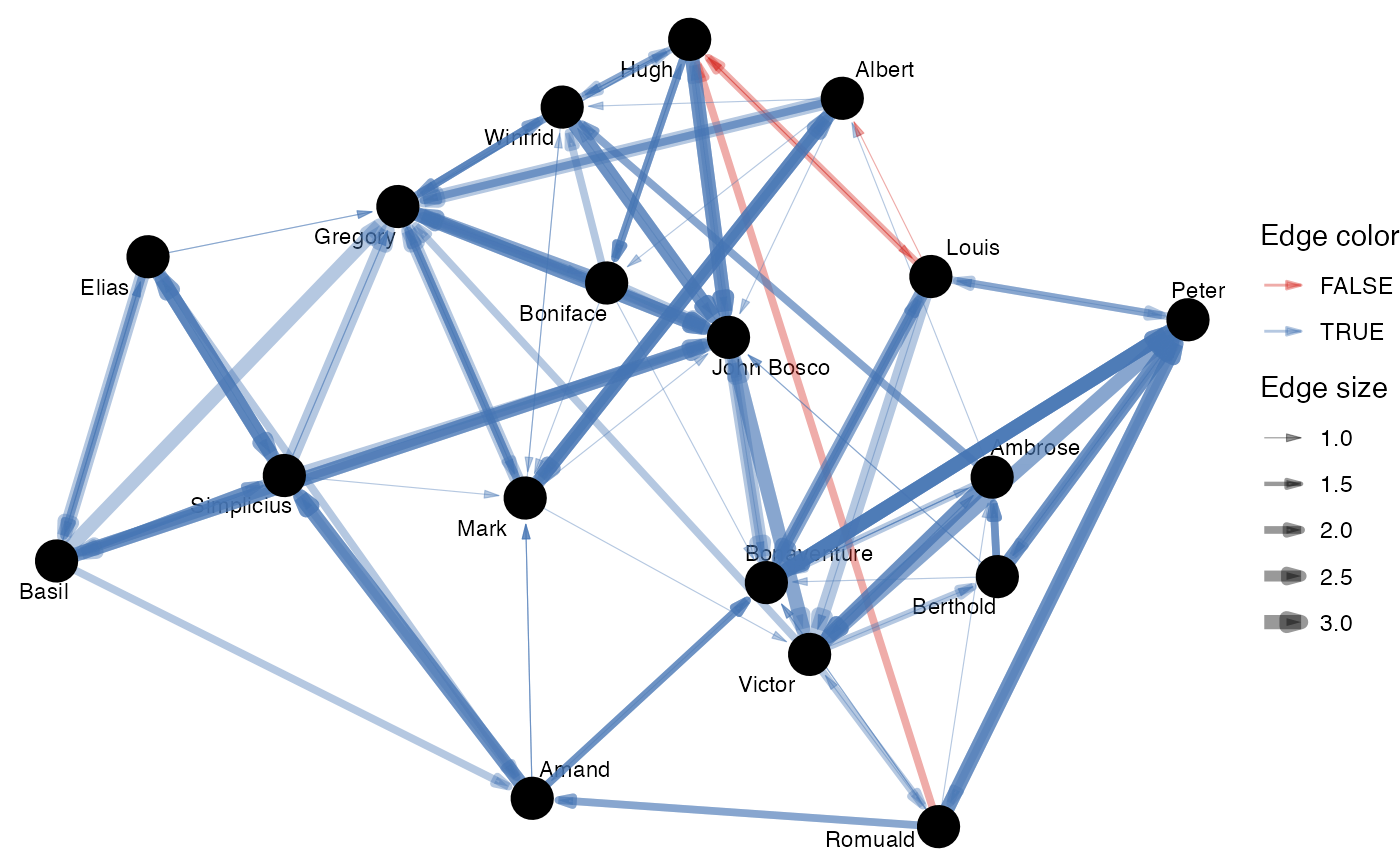 Hugh
Albert
Winfrid
Gregory
Louis
Elias
Peter
Boniface
John Bosco
Ambrose
Simplicius
Mark
Bonaventure
Basil
Berthold
Victor
Amand
Romuald
Edge color
FALSE
TRUE
Edge size
1.0
1.5
2.0
2.5
3.0